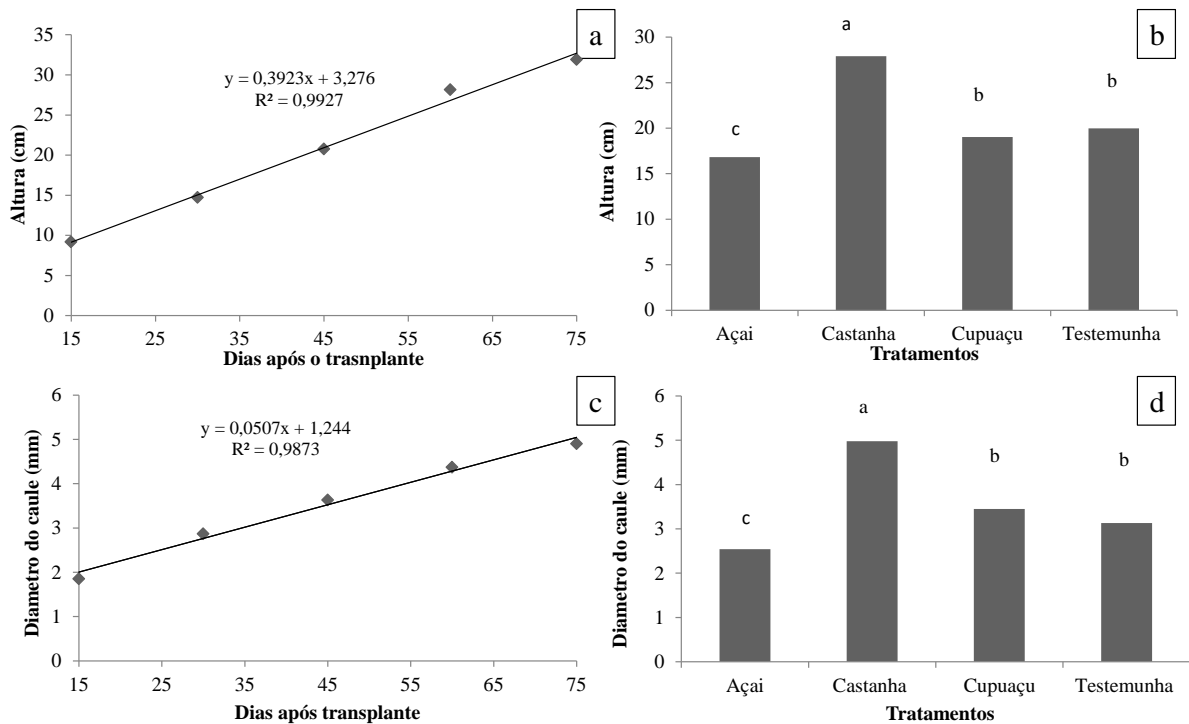 a
y = 0,3923x + 3,276
R² = 0,9927
Altura (cm)
35
30
25
20
15
10
5
0
15 25 35 45 55 65 75
Dias após o trasnplante
b
Altura (cm)
30
25
20
15
10
5
0
c
a
b
b
Açai Castanha Cupuaçu Testemunha
Tratamentos
c
y = 0,0507x + 1,244
R² = 0,9873
Diametro do caule (mm)
6
5
4
3
2
1
0
15 25 35 45 55 65 75
Dias após transplante
d
Diametro do caule (mm)
6
5
4
3
2
1
0
c
a
b
b
Açai Castanha Cupuaçu Testemunha
Tratamentos